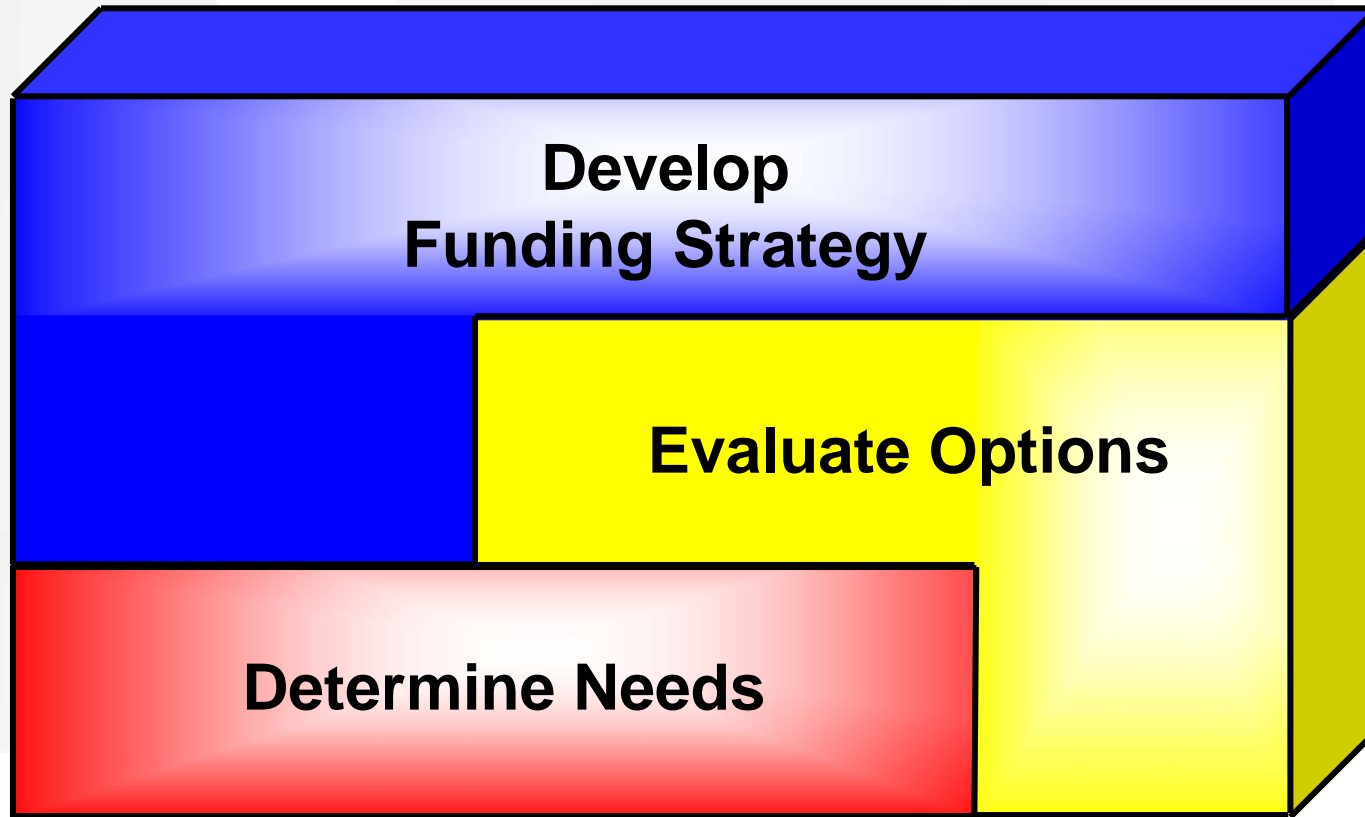 Develop
Funding Strategy
Evaluate Options
Determine Needs